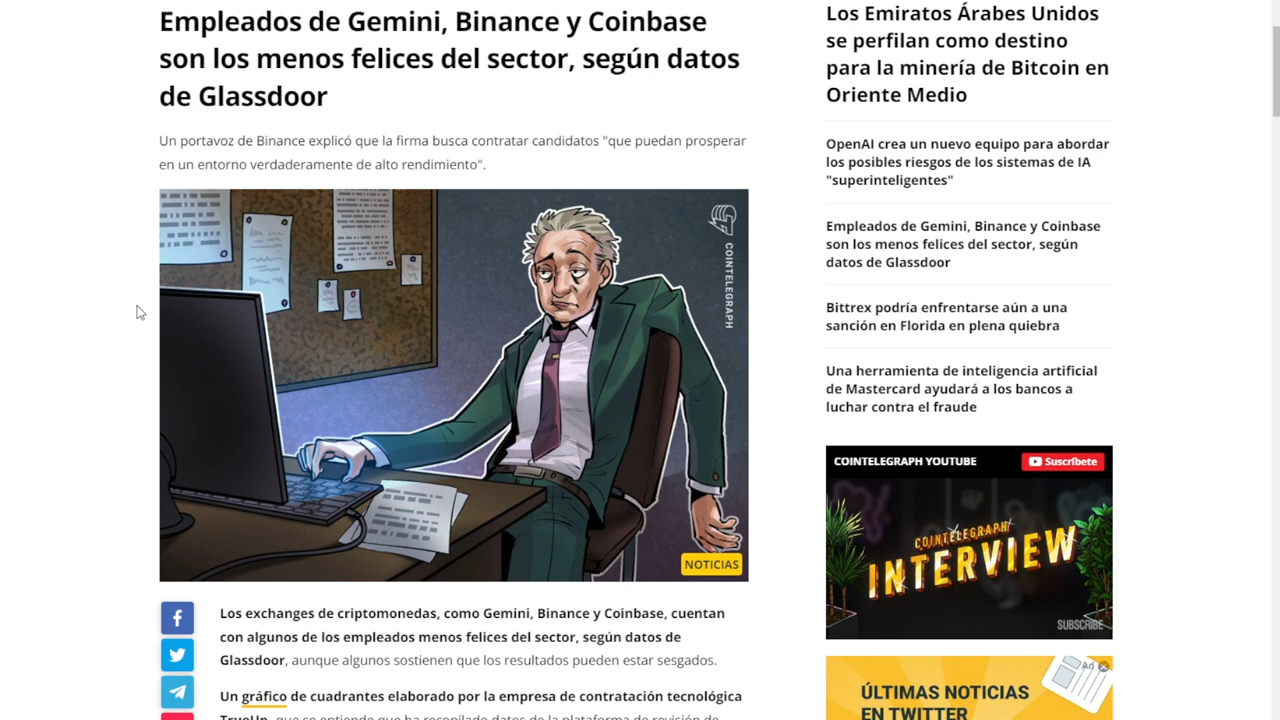 Empleados de Gemini, Binance y Coinbase
son los menos felices del sector, según datos
de Glassdoor
Un portavoz de Binance explicó que la firma busca contratar candidatos "que puedan prosperar
en un entorno verdaderamente de alto rendimiento".
COINTELEGRAPH
NOTICIAS
Los exchanges de criptomonedas, como Gemini, Binance y Coinbase, cuentan
con algunos de los empleados menos felices del sector, según datos de
Glassdoor, aunque algunos sostienen que los resultados pueden estar sesgados.
Un gráfico de cuadrantes elaborado por la empresa de contratación tecnológica
TrueUp, que se entiende que ha recopilado datos de la plataforma de revisión de
Los Emiratos Árabes Unidos
se perfilan como destino
para la minería de Bitcoin en
Oriente Medio
OpenAI crea un nuevo equipo para abordar
los posibles riesgos de los sistemas de IA
"superinteligentes"
Empleados de Gemini, Binance y Coinbase
son los menos felices del sector, según
datos de Glassdoor
Bittrex podría enfrentarse aún a una
sanción en Florida en plena quiebra
Una herramienta de inteligencia artificial
de Mastercard ayudará a los bancos a
luchar contra el fraude
COINTELEGRAPH YOUTUBE
Suscríbete
COINTELEGRAPH
INTERVIEW
SUBSCRIBE
Ad
ÚLTIMAS NOTICIAS
EN TWITTER